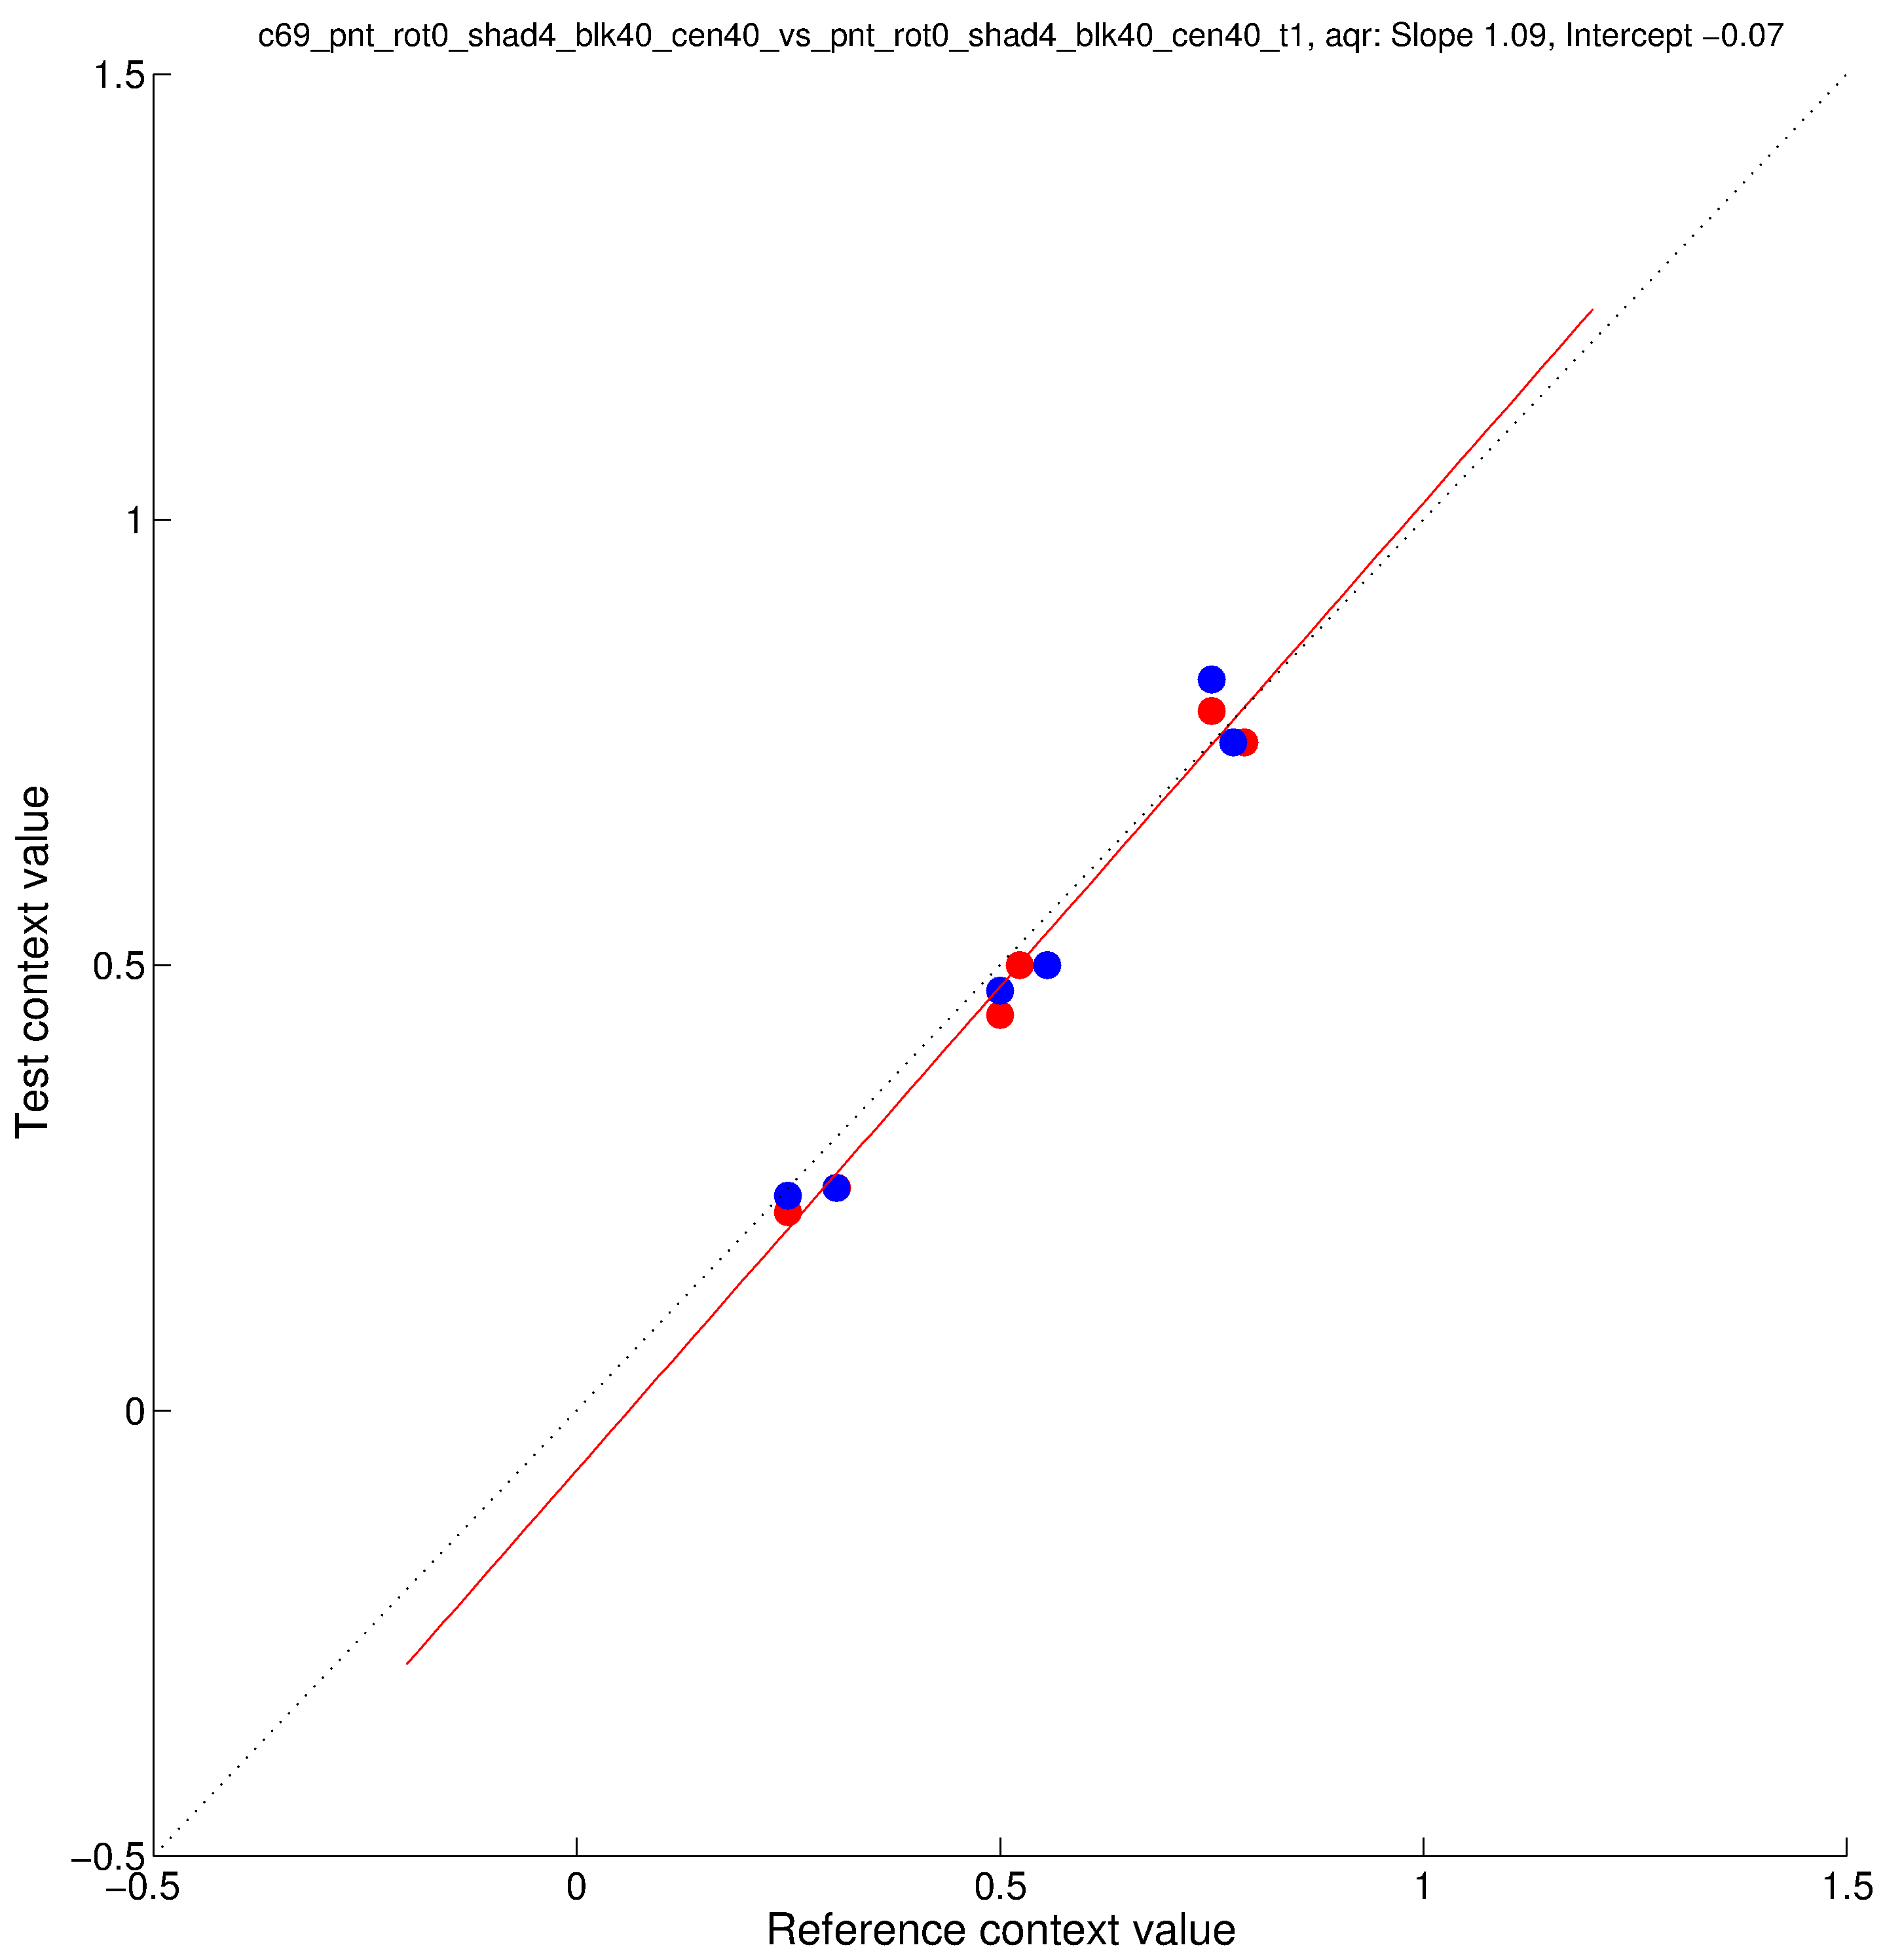 c69_pnt_rot0_shad4_blk40_cen40_vs_pnt_rot0_shad4_blk40_cen40_t1, aqr: Slope 1.09, Intercept −0.07
1.5
1
0.5
0
−0.5
Test context value
−0.5 0 0.5 1 1.5
Reference context value